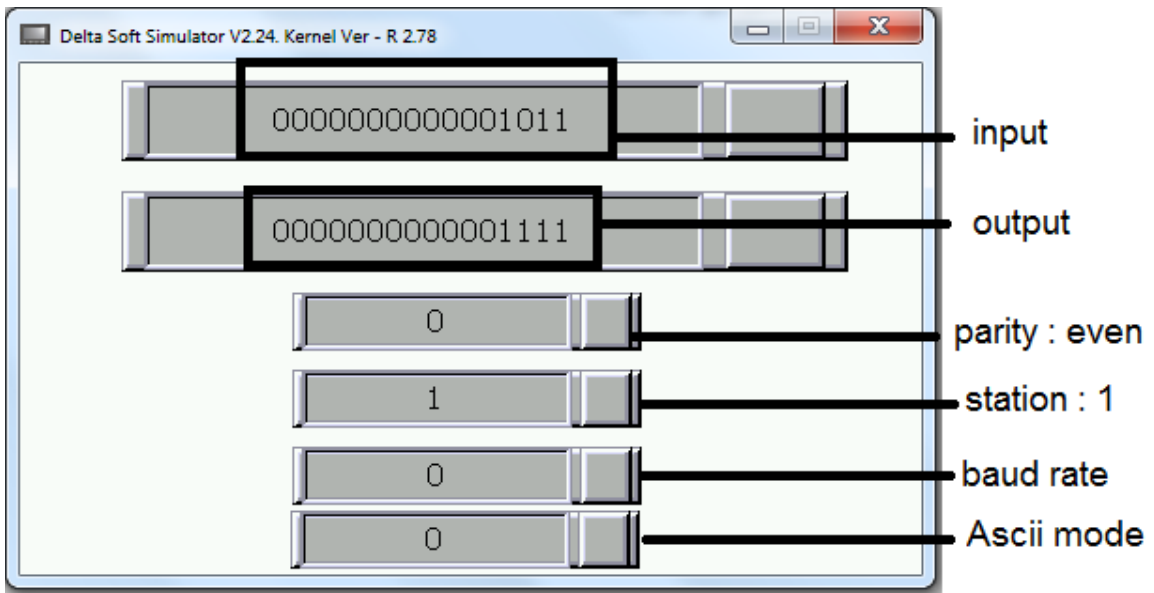 Delta Soft Simulator V2.24. Kernel Ver - R 2.78
0000000000001011
input
0000000000001111
output
0
parity : even
1
station : 1
0
baud rate
0
Ascii mode